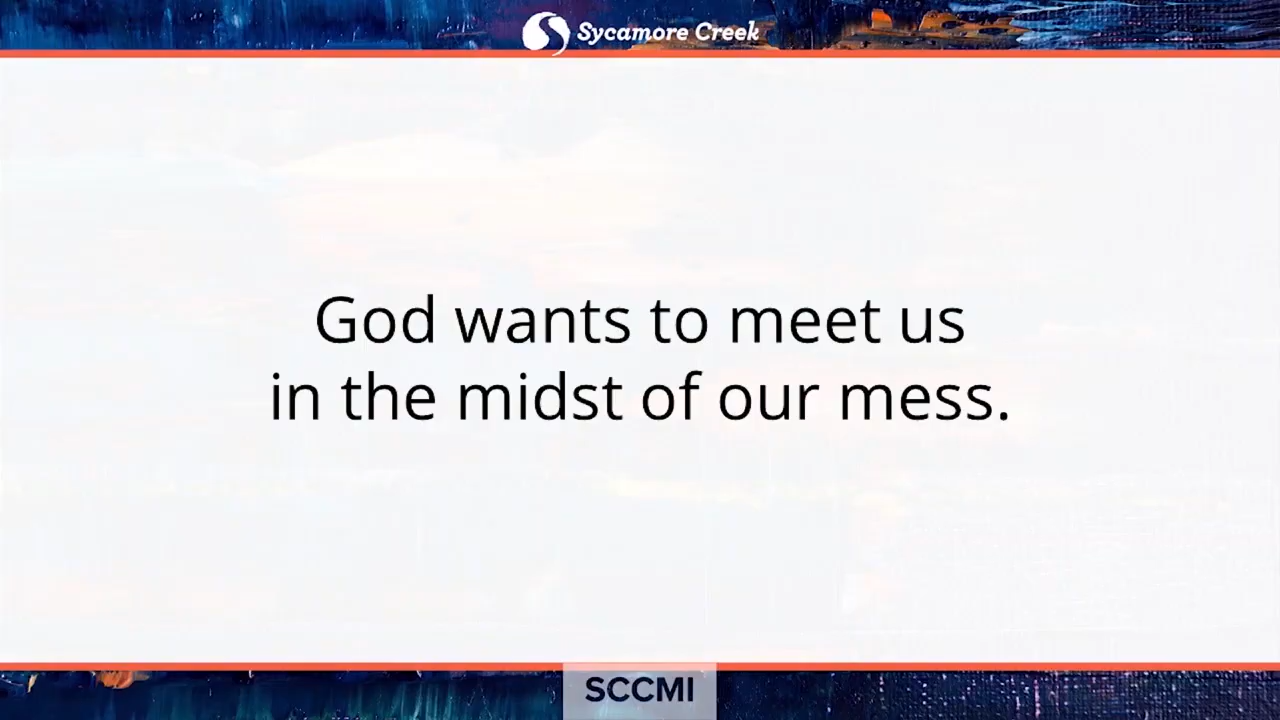 Sycamore Creek
God wants to meet us
in the midst of our mess.
SCCMI